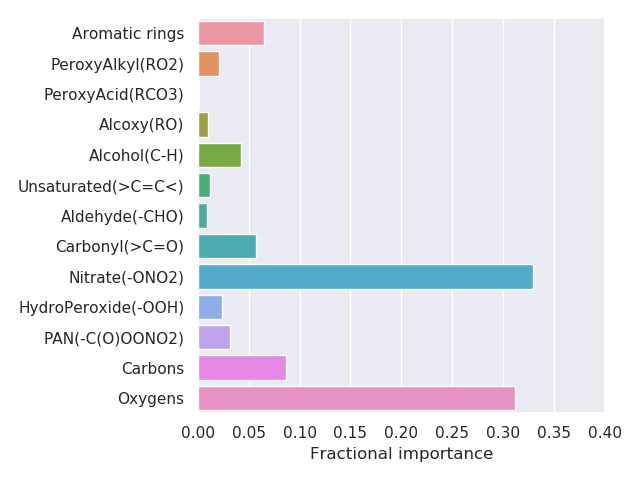 Aromatic rings
PeroxyAlkyl(RO2)
PeroxyAcid(RCO3)
Alcoxy(RO)
Alcohol(C-H)
Unsaturated(>C=C<)
Aldehyde(-CHO)
Carbonyl(>C=O)
Nitrate(-ONO2)
HydroPeroxide(-OOH)
PAN(-C(O)OONO2)
Carbons
Oxygens
0.00 0.05 0.10 0.15 0.20 0.25 0.30 0.35 0.40
Fractional importance